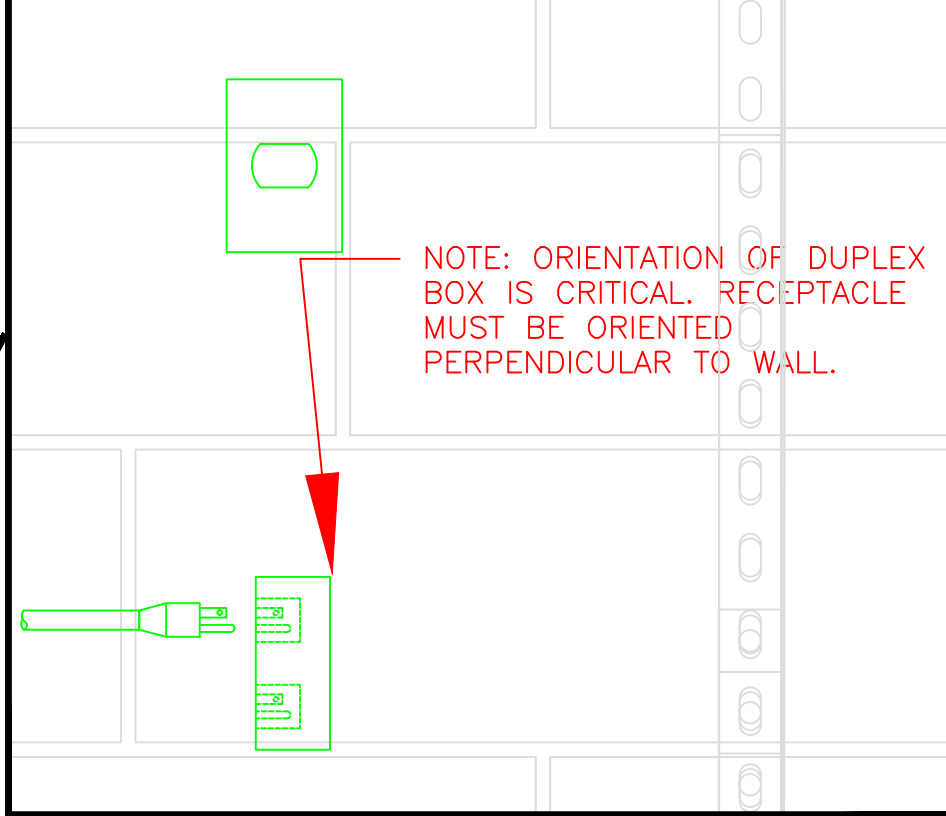 NOTE: ORIENTATION OF DUPLEX
BOX IS CRITICAL. RECEPTACLE
MUST BE ORIENTED
PERPENDICULAR TO WALL.